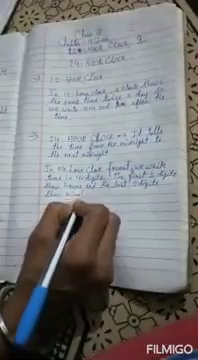 12-Hour Clock &
24-HOUR CLOCK
→ 12-Hour Clock
In 12-hour clock, a clock shows
the same time twice a day. So
we write am and pm after the
time.
→ 24-HOUR Clock → It tells
the time from the midnight to
the next midnight
In 24-hour clock format, we write
time in 4 digits. The first 2 digits
show hours and the last 2 digits
show
FILMIGO